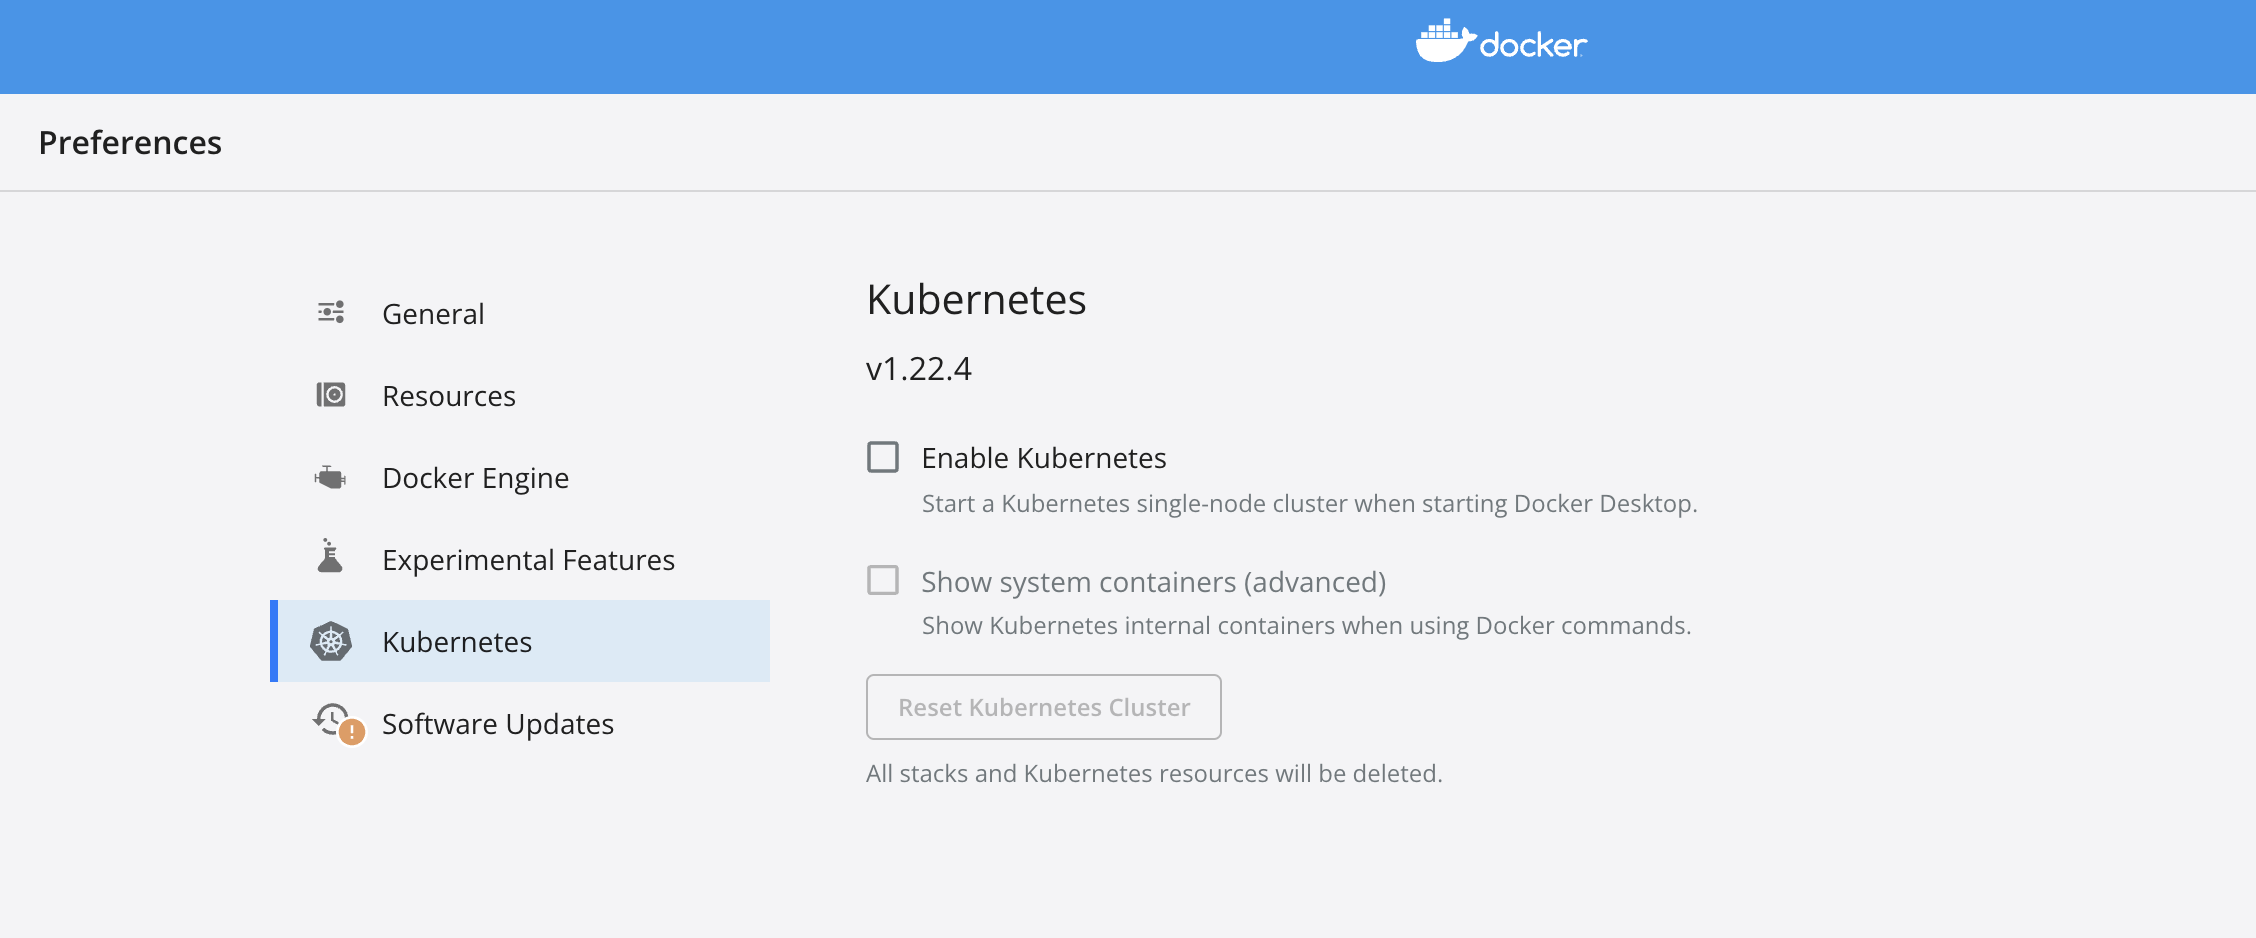 docker
Preferences
General
Resources
Docker Engine
Experimental Features
Kubernetes
Software Updates
Kubernetes
v1.22.4
Enable Kubernetes
Start a Kubernetes single-node cluster when starting Docker Desktop.
Show system containers (advanced)
Show Kubernetes internal containers when using Docker commands.
Reset Kubernetes Cluster
All stacks and Kubernetes resources will be deleted.